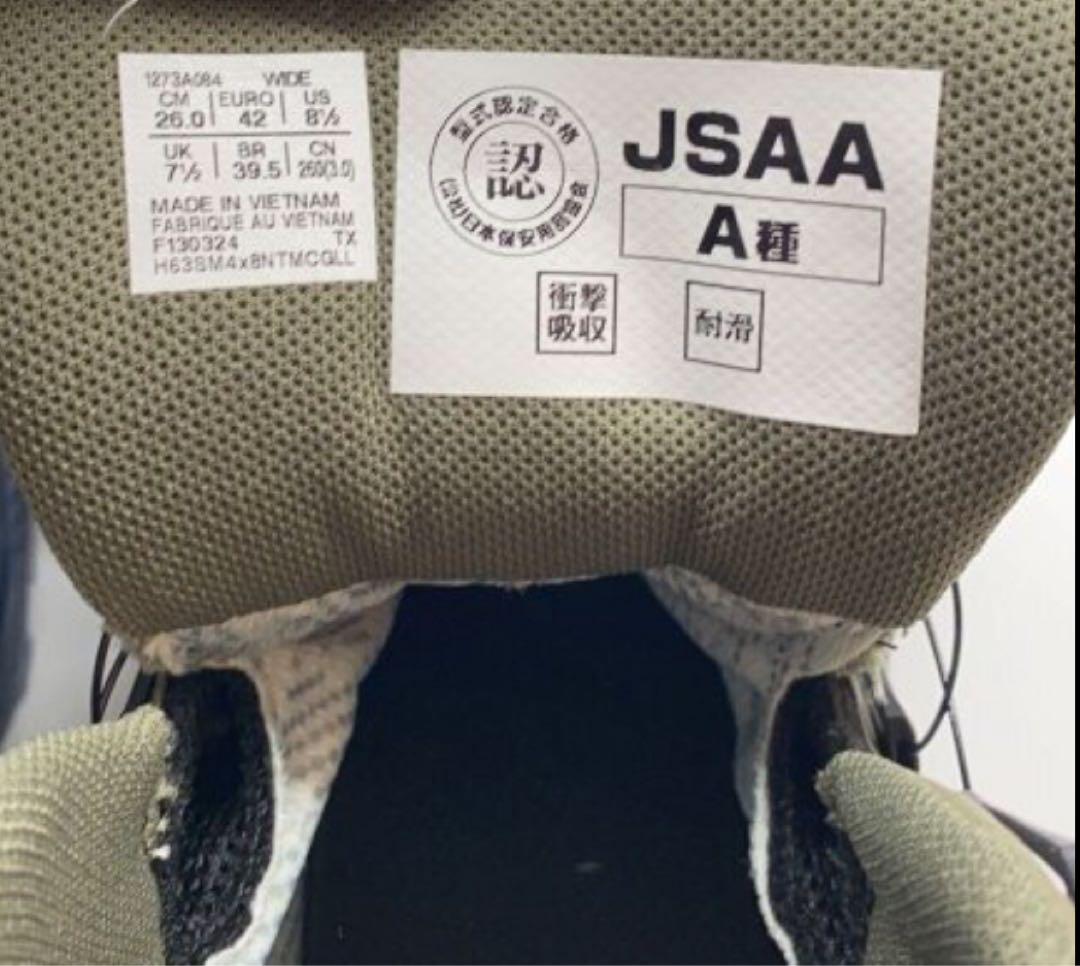 1273A084 WIDE
CM EURO US
26.0 42 8½
UK BR CN
7½ 39.5 260(3.0)
MADE IN VIETNAM
FABRIQUE AU VIETNAM
F130324 TX
H63SM4x8NTMCGLL
型式認定合格
認
(公社)日本保安用品協会
JSAA
A種
衝撃
吸収
耐滑